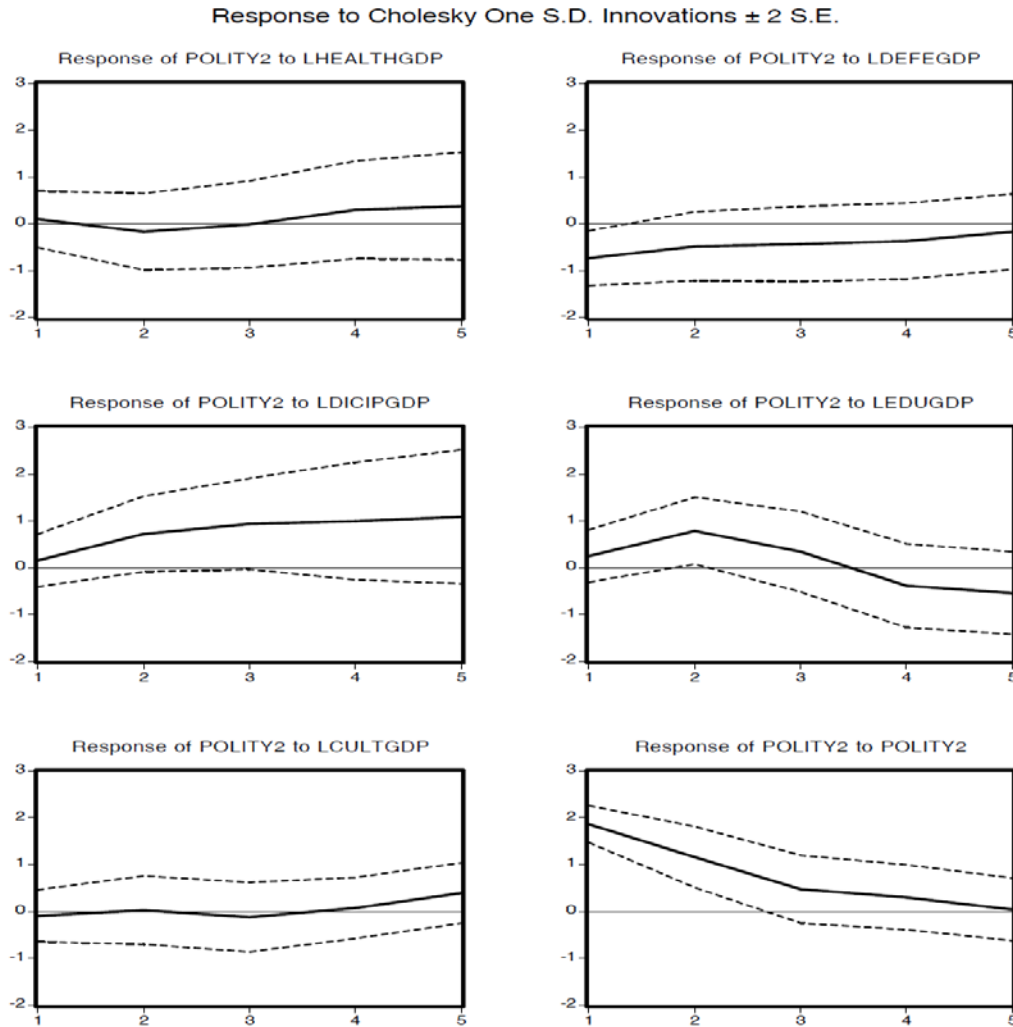 Response to Cholesky One S.D. Innovations ± 2 S.E.
Response of POLITY2 to LHEALTHGDP
3
2
1
0
-1
-2
1 2 3 4 5
Response of POLITY2 to LDEFEGDP
3
2
1
0
-1
-2
1 2 3 4 5
Response of POLITY2 to LDICIPGDP
3
2
1
0
-1
-2
1 2 3 4 5
Response of POLITY2 to LEDUGDP
3
2
1
0
-1
-2
1 2 3 4 5
Response of POLITY2 to LCULTGDP
3
2
1
0
-1
-2
1 2 3 4 5
Response of POLITY2 to POLITY2
3
2
1
0
-1
-2
1 2 3 4 5